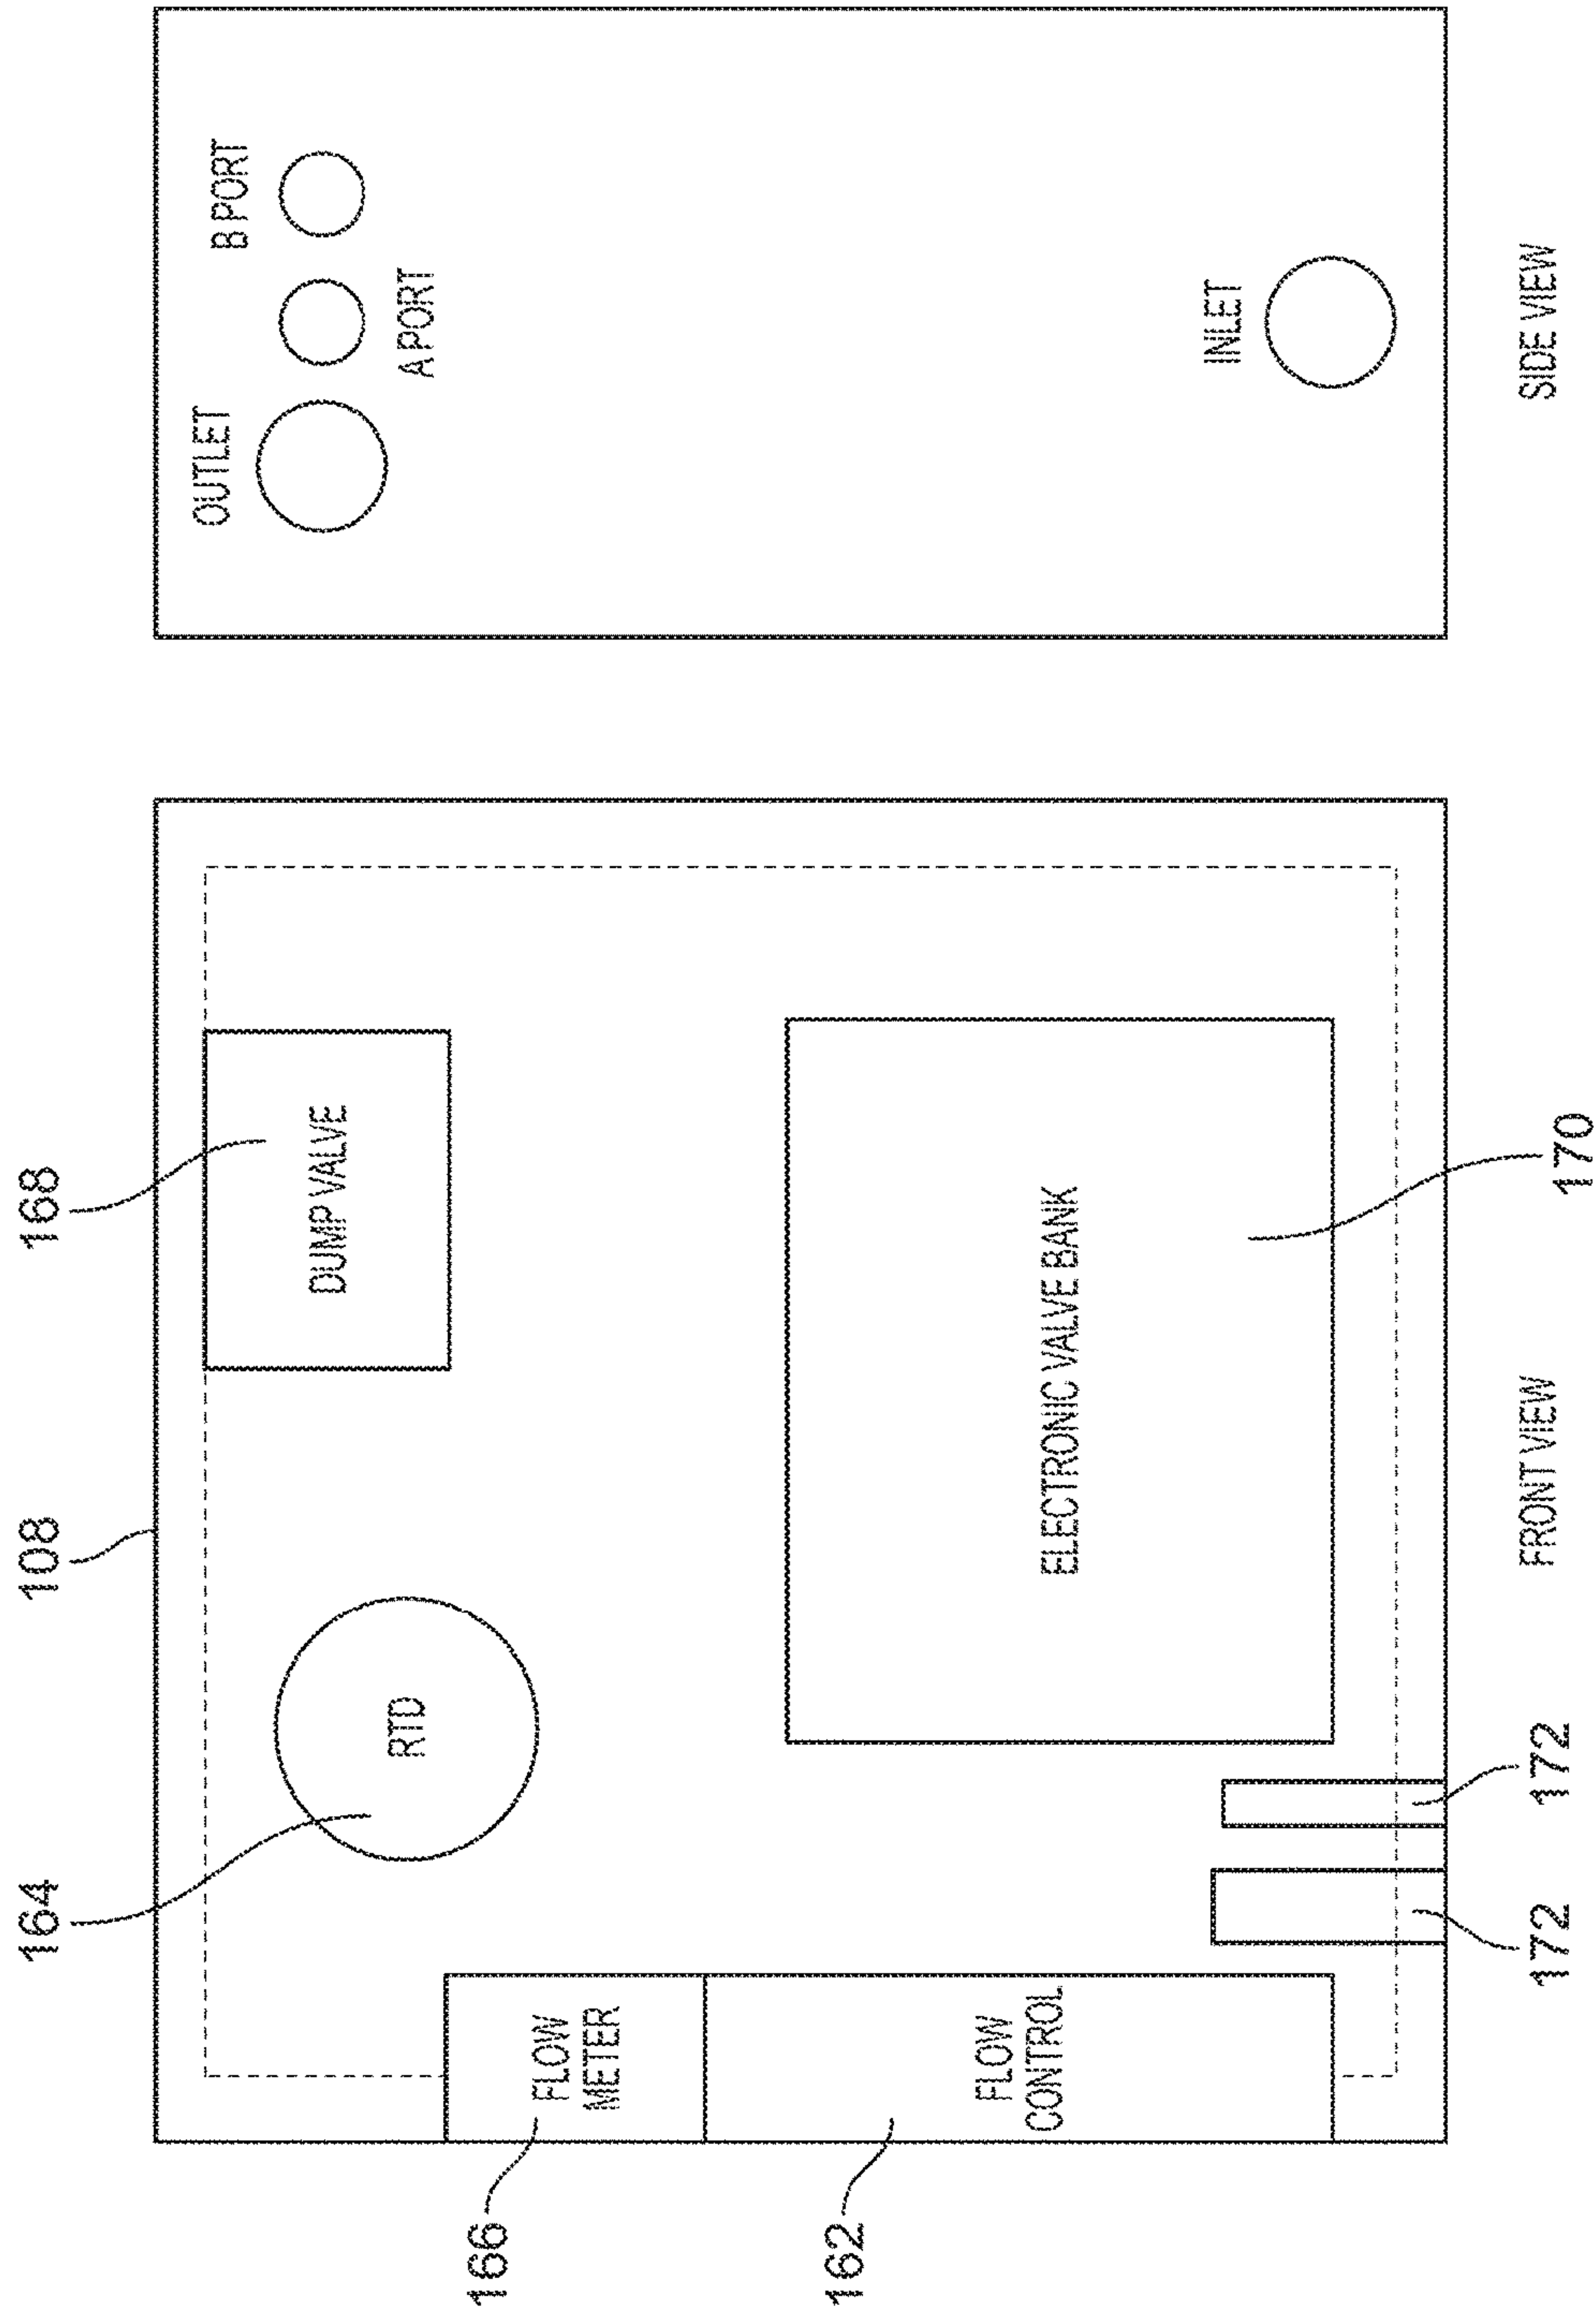 164
108
168
RTD
DUMP VALVE
166
FLOW
METER
162
FLOW
CONTROL
ELECTRONIC VALVE BANK
172
172
170
FRONT VIEW
OUTLET
B PORT
A PORT
INLET
SIDE VIEW